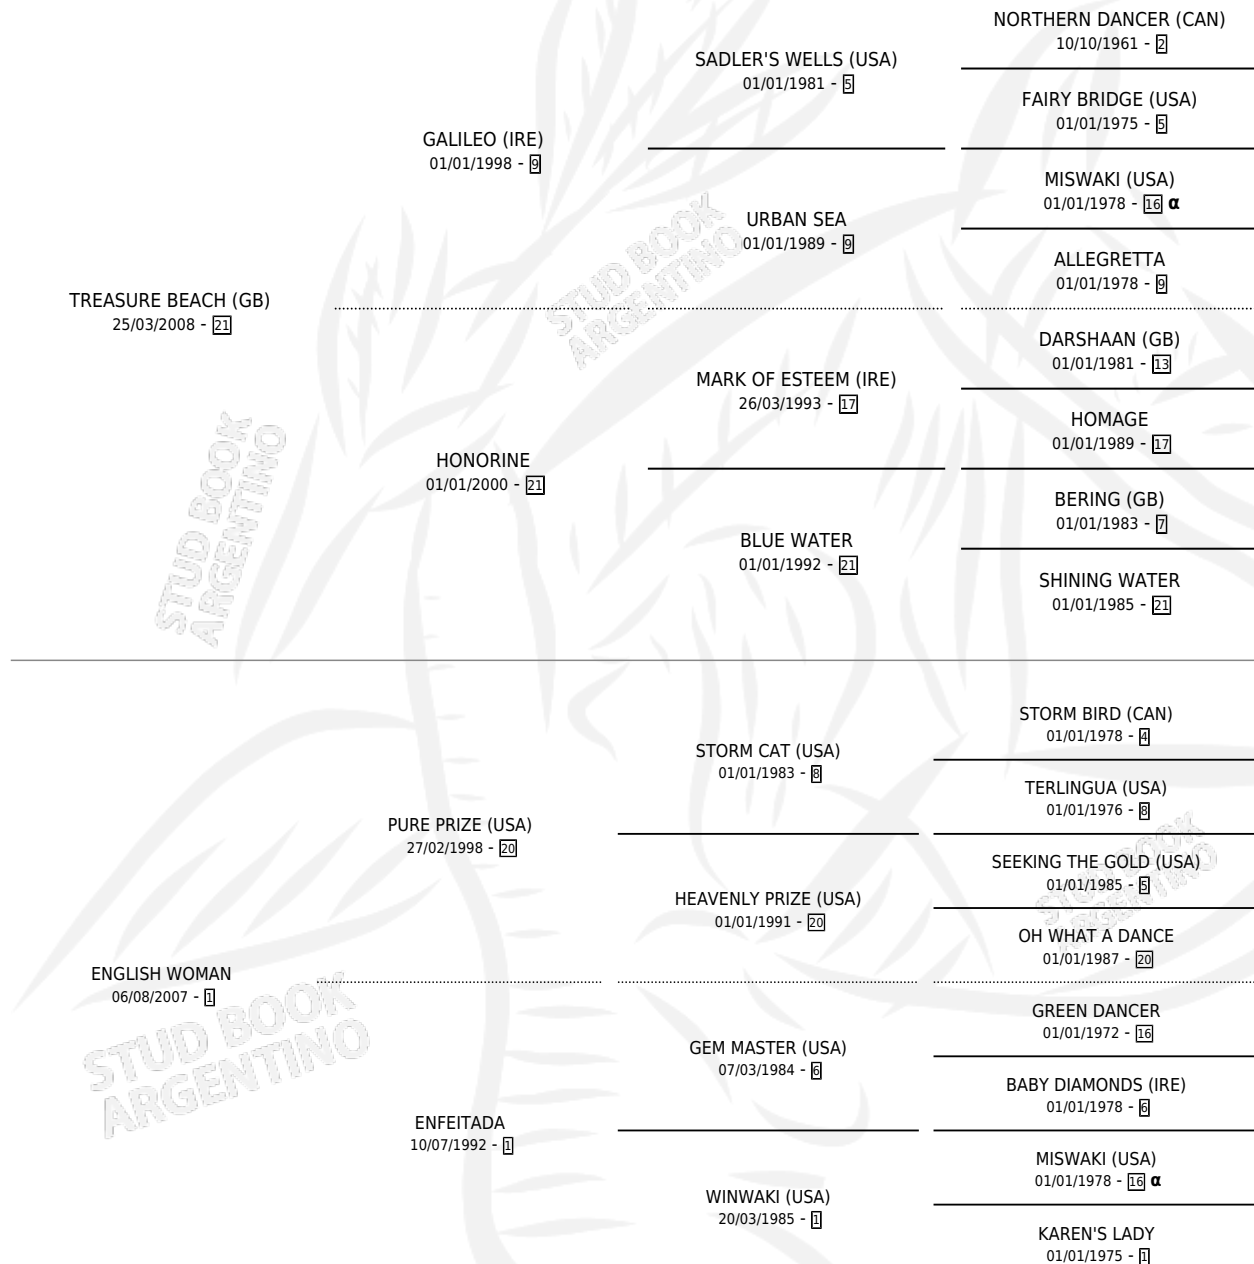 NORTHERN DANCER (CAN)
10/10/1961 - 2
SADLER'S WELLS (USA)
01/01/1981 - 5
FAIRY BRIDGE (USA)
01/01/1975 - 5
GALILEO (IRE)
01/01/1998 - 9
MISWAKI (USA)
01/01/1978 - 16 α
URBAN SEA
01/01/1989 - 9
ALLEGRETTA
01/01/1978 - 9
TREASURE BEACH (GB)
25/03/2008 - 21
DARSHAAN (GB)
01/01/1981 - 13
MARK OF ESTEEM (IRE)
26/03/1993 - 17
HOMAGE
01/01/1989 - 17
HONORINE
01/01/2000 - 21
BERING (GB)
01/01/1983 - 7
BLUE WATER
01/01/1992 - 21
SHINING WATER
01/01/1985 - 21
STUD BOOK
ARGENTINO
STUD BOOK
ARGENTINO
STORM BIRD (CAN)
01/01/1978 - 4
STORM CAT (USA)
01/01/1983 - 8
TERLINGUA (USA)
01/01/1976 - 8
PURE PRIZE (USA)
27/02/1998 - 20
SEEKING THE GOLD (USA)
01/01/1985 - 5
HEAVENLY PRIZE (USA)
01/01/1991 - 20
OH WHAT A DANCE
01/01/1987 - 20
ENGLISH WOMAN
06/08/2007 - 1
GREEN DANCER
01/01/1972 - 16
GEM MASTER (USA)
07/03/1984 - 6
BABY DIAMONDS (IRE)
01/01/1978 - 6
ENFEITADA
10/07/1992 - 1
MISWAKI (USA)
01/01/1978 - 16 α
WINWAKI (USA)
20/03/1985 - 1
KAREN'S LADY
01/01/1975 - 1
STUD BOOK
ARGENTINO
STUD BOOK
ARGENTINO